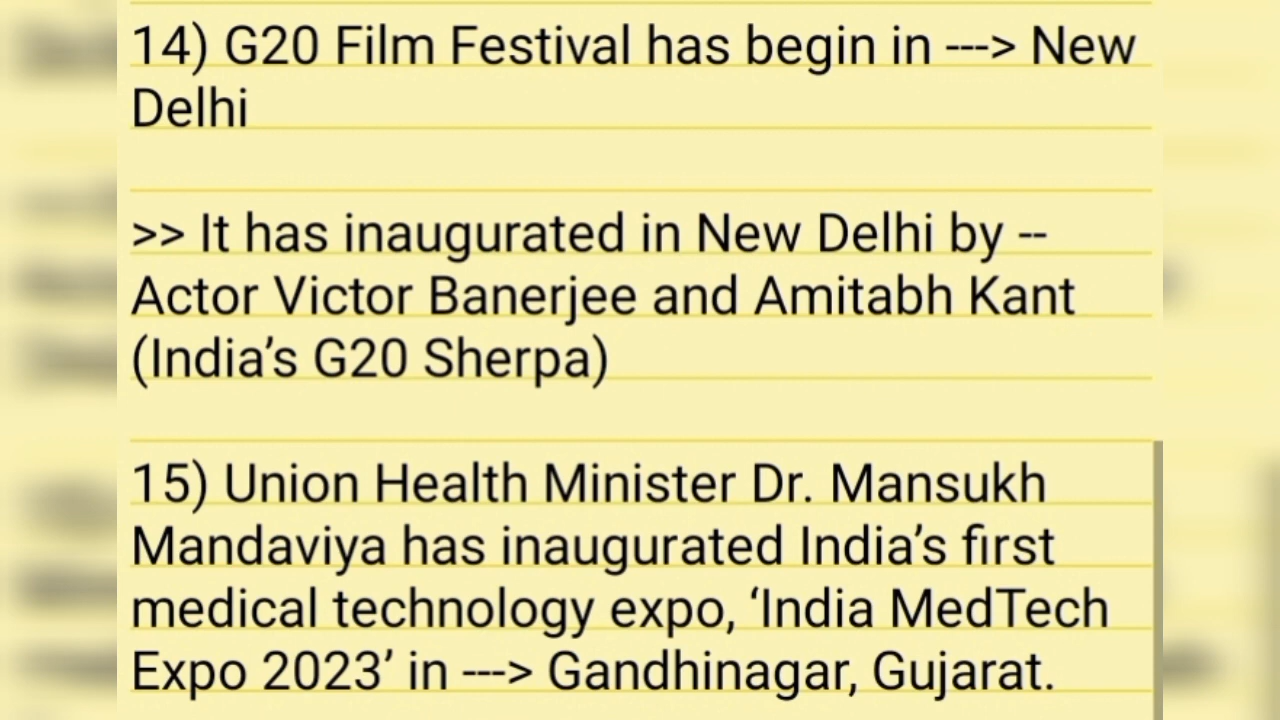 14) G20 Film Festival has begin in ---> New
Delhi
>> It has inaugurated in New Delhi by --
Actor Victor Banerjee and Amitabh Kant
(India’s G20 Sherpa)
15) Union Health Minister Dr. Mansukh
Mandaviya has inaugurated India’s first
medical technology expo, ‘India MedTech
Expo 2023’ in ---> Gandhinagar, Gujarat.